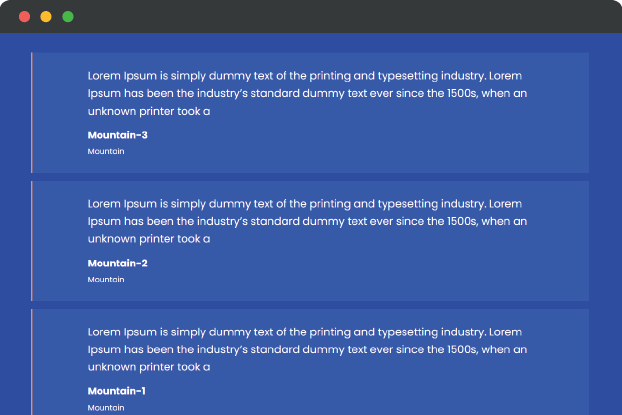 Lorem Ipsum is simply dummy text of the printing and typesetting industry. Lorem
Ipsum has been the industry's standard dummy text ever since the 1500s, when an
unknown printer took a
Mountain-3
Mountain
Lorem Ipsum is simply dummy text of the printing and typesetting industry. Lorem
Ipsum has been the industry's standard dummy text ever since the 1500s, when an
unknown printer took a
Mountain-2
Mountain
Lorem Ipsum is simply dummy text of the printing and typesetting industry. Lorem
Ipsum has been the industry's standard dummy text ever since the 1500s, when an
unknown printer took a
Mountain-1
Mountain